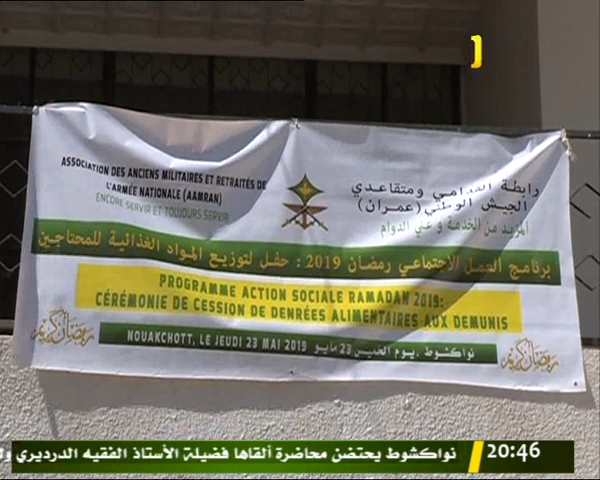 ASSOCIATION DES ANCIENS MILITAIRES ET RETRAITÉS DE
L'ARMÉE NATIONALE (AAMRAN)
ENCORE SERVIR ET TOUJOURS SERVIR
رابطة القدامى ومتقاعدي
الجيش الوطني (عمران)
المزيد من الخدمة و علي الدوام
برنامج العمل الاجتماعي رمضان 2019 : حفل لتوزيع المواد الغذائية للمحتاجين
PROGRAMME ACTION SOCIALE RAMADAN 2019:
CÉRÉMONIE DE CESSION DE DENRÉES ALIMENTAIRES AUX DEMUNIS
NOUAKCHOTT, LE JEUDI 23 MAI 2019 نواكشوط ، يوم الخميس 23 مايو
رمضان كريم
رمضان كريم
20:46
نواكشوط يحتضن محاضرة ألقاها فضيلة الأستاذ الفقيه الدرديري